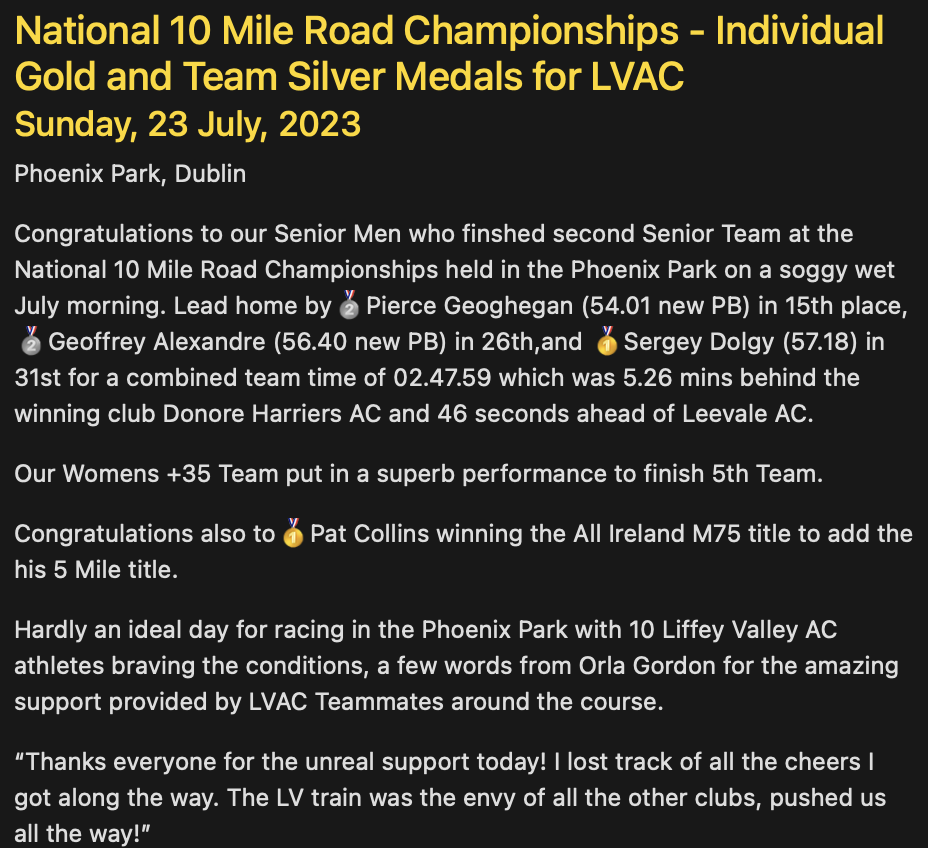 National 10 Mile Road Championships - Individual
Gold and Team Silver Medals for LVAC
Sunday, 23 July, 2023
Phoenix Park, Dublin
Congratulations to our Senior Men who finshed second Senior Team at the
National 10 Mile Road Championships held in the Phoenix Park on a soggy wet
July morning. Lead home by 🥈 Pierce Geoghegan (54.01 new PB) in 15th place,
🥈 Geoffrey Alexandre (56.40 new PB) in 26th,and 🥇 Sergey Dolgy (57.18) in
31st for a combined team time of 02.47.59 which was 5.26 mins behind the
winning club Donore Harriers AC and 46 seconds ahead of Leevale AC.
Our Womens +35 Team put in a superb performance to finish 5th Team.
Congratulations also to 🥇 Pat Collins winning the All Ireland M75 title to add the
his 5 Mile title.
Hardly an ideal day for racing in the Phoenix Park with 10 Liffey Valley AC
athletes braving the conditions, a few words from Orla Gordon for the amazing
support provided by LVAC Teammates around the course.
“Thanks everyone for the unreal support today! I lost track of all the cheers I
got along the way. The LV train was the envy of all the other clubs, pushed us
all the way!”